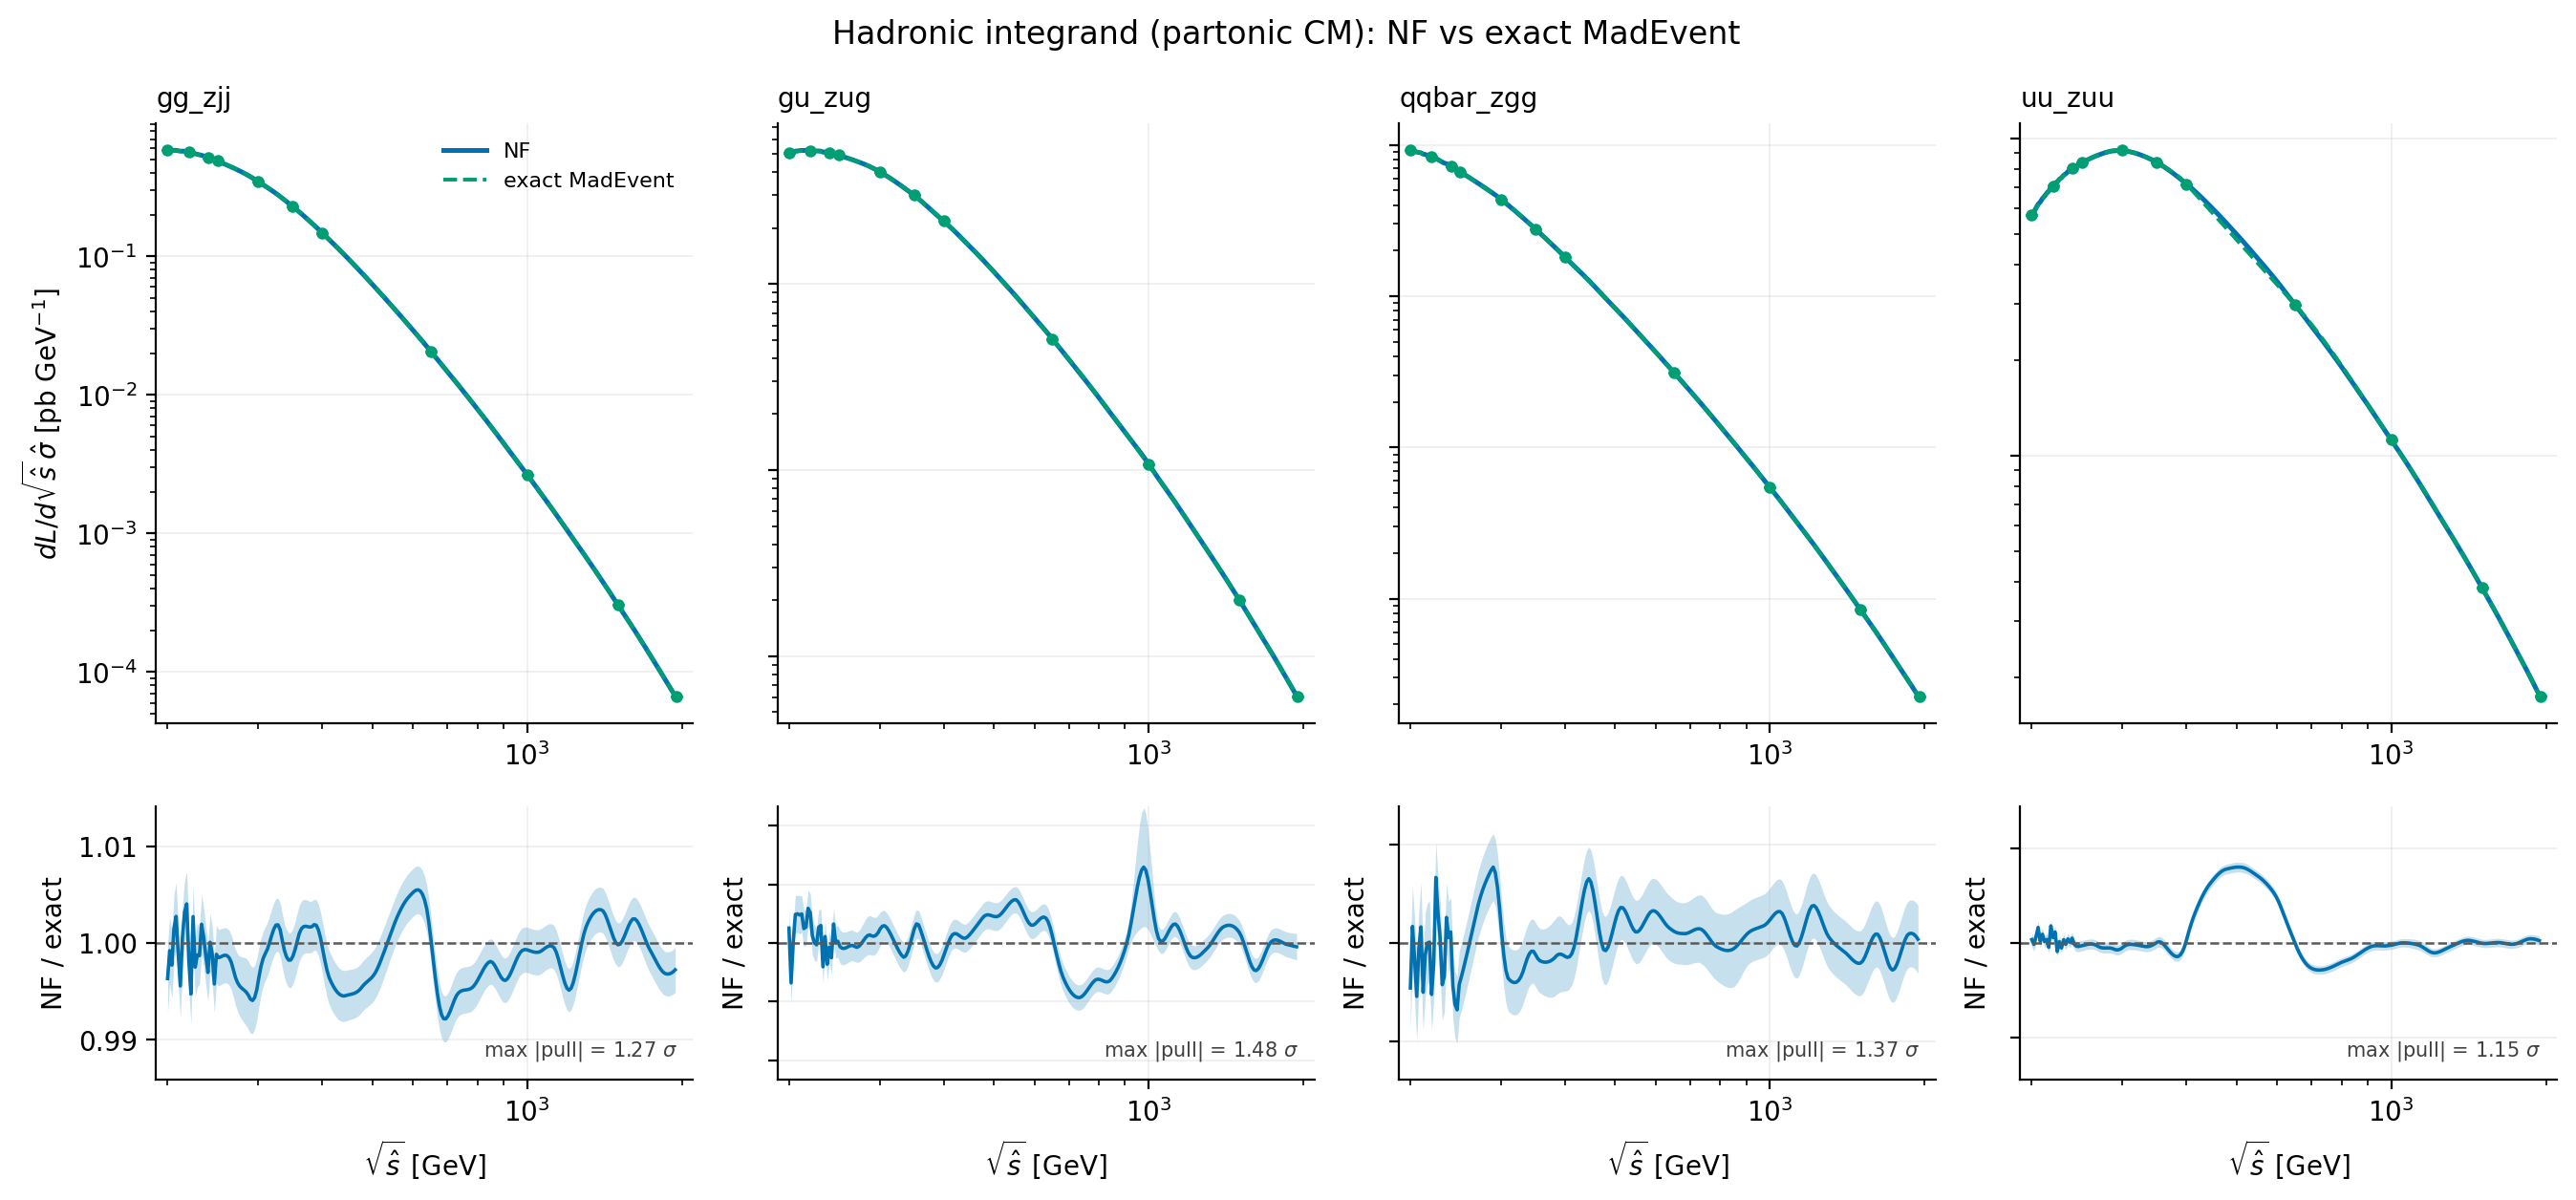 Hadronic integrand (partonic CM): NF vs exact MadEvent
gg_zjj
gu_zug
qqbar_zgg
uu_zuu
NF
exact MadEvent
dL/d√ŝ σ̂ [pb GeV⁻¹]
10⁻¹
10⁻²
10⁻³
10⁻⁴
10³
10³
10³
10³
NF / exact
1.01
1.00
0.99
max |pull| = 1.27 σ
NF / exact
max |pull| = 1.48 σ
NF / exact
max |pull| = 1.37 σ
NF / exact
max |pull| = 1.15 σ
10³
10³
10³
10³
√ŝ [GeV]
√ŝ [GeV]
√ŝ [GeV]
√ŝ [GeV]